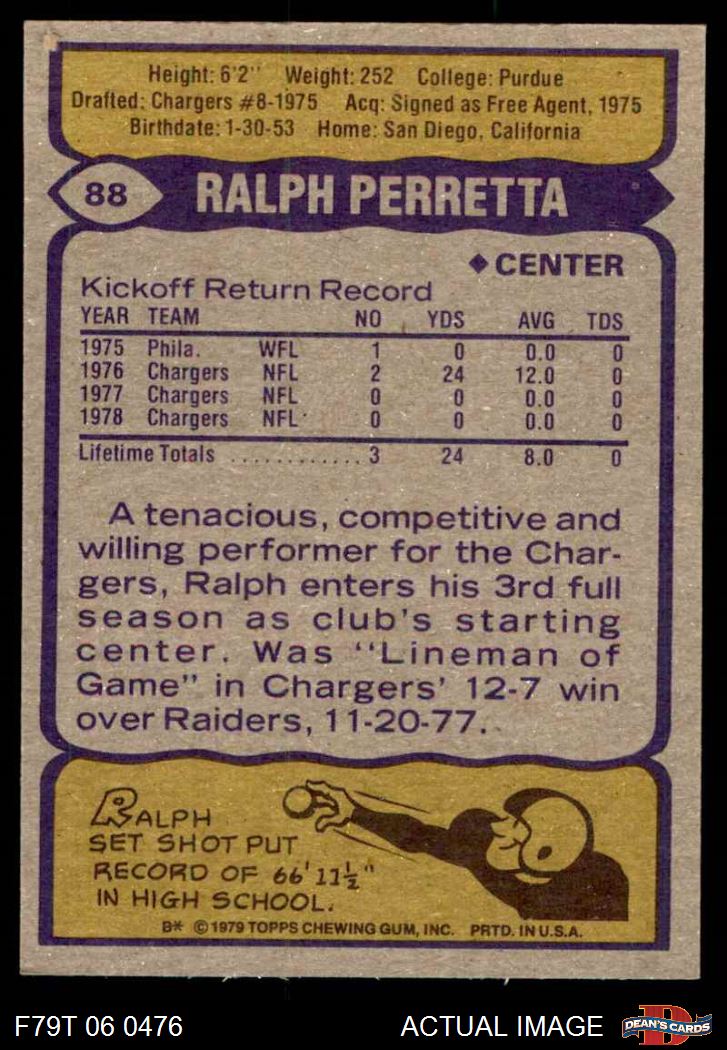 Height: 6'2" Weight: 252 College: Purdue
Drafted: Chargers #8-1975 Acq: Signed as Free Agent, 1975
Birthdate: 1-30-53 Home: San Diego, California
88 RALPH PERRETTA
◆CENTER
Kickoff Return Record
YEAR TEAM NO YDS AVG TDS
1975 Phila. WFL 1 0 0.0 0
1976 Chargers NFL 2 24 12.0 0
1977 Chargers NFL 0 0 0.0 0
1978 Chargers NFL 0 0 0.0 0
Lifetime Totals ............ 3 24 8.0 0
A tenacious, competitive and
willing performer for the Char-
gers, Ralph enters his 3rd full
season as club's starting
center. Was "Lineman of
Game" in Chargers' 12-7 win
over Raiders, 11-20-77.
RALPH
SET SHOT PUT
RECORD OF 66' 11½"
IN HIGH SCHOOL.
B* © 1979 TOPPS CHEWING GUM, INC. PRTD. IN U.S.A.
F79T 06 0476 ACTUAL IMAGE D DEAN'S CARDS